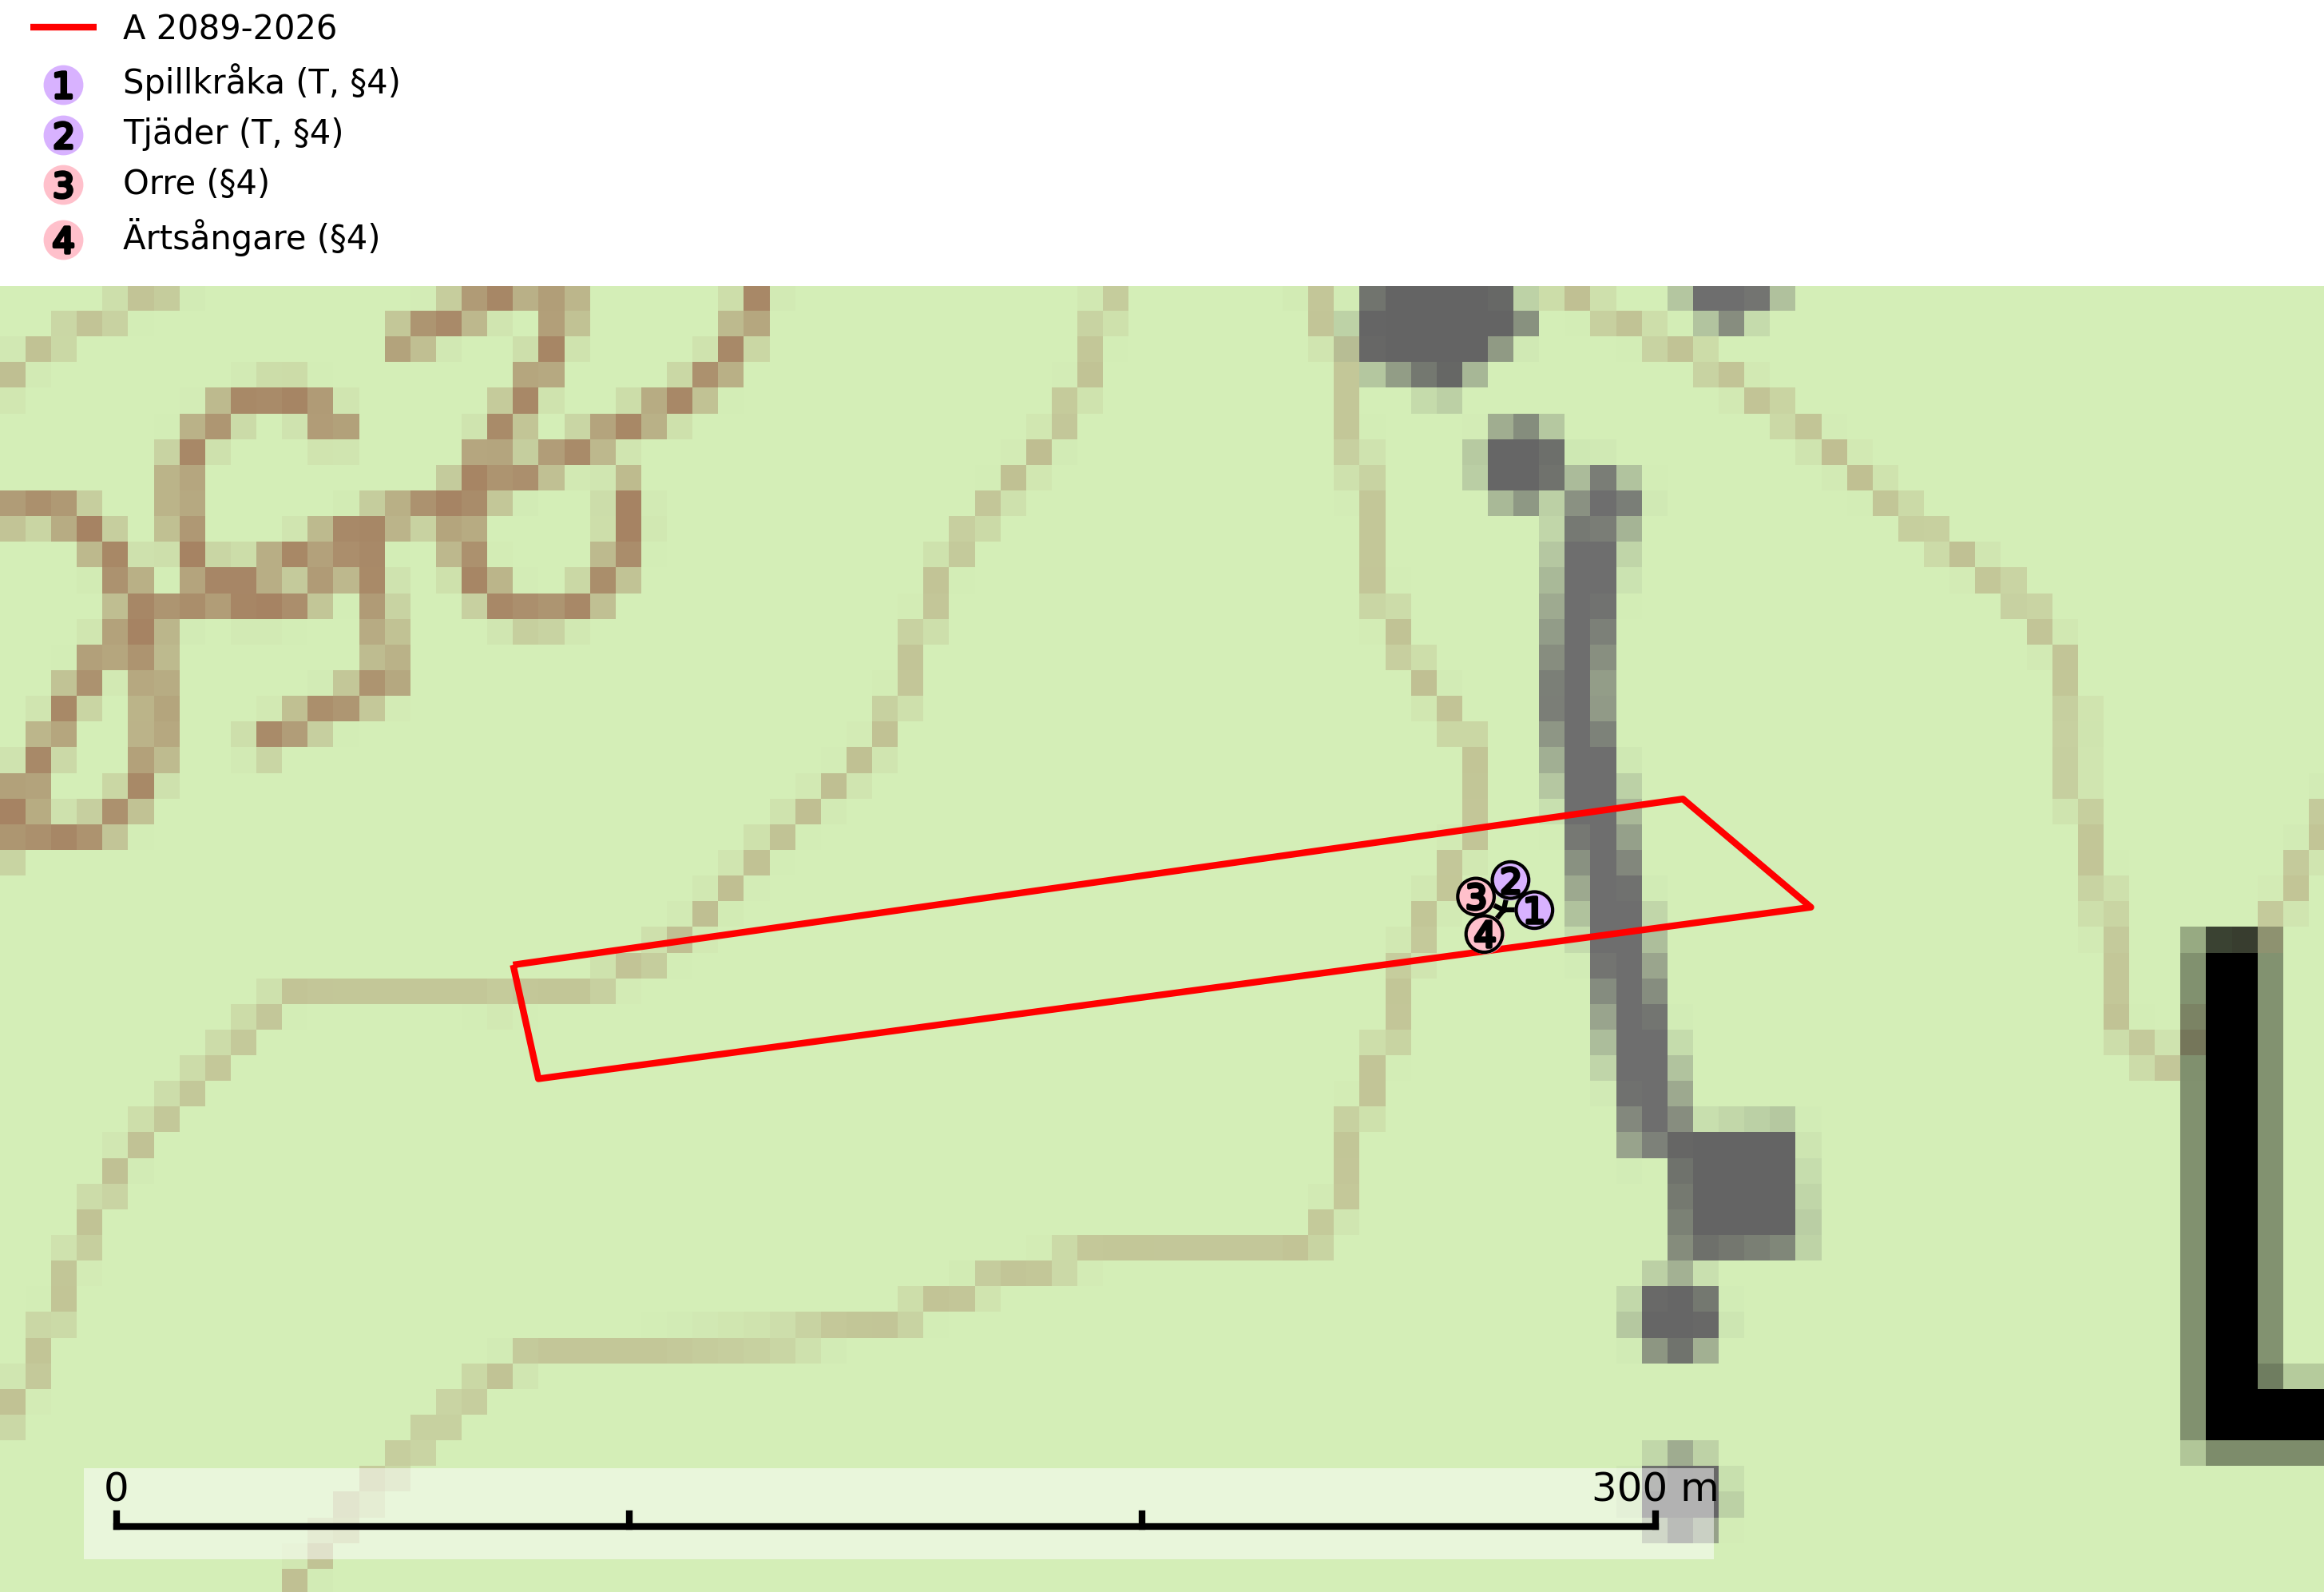 A 2089-2026
1 Spillkråka (T, §4)
2 Tjäder (T, §4)
3 Orre (§4)
4 Ärtsångare (§4)
2
3 1
4
0 300 m